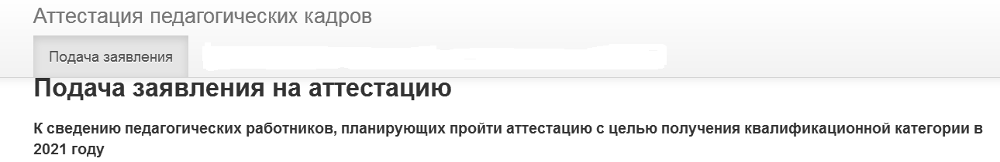 Аттестация педагогических кадров
Подача заявления
Подача заявления на аттестацию
К сведению педагогических работников, планирующих пройти аттестацию с целью получения квалификационной категории в
2021 году